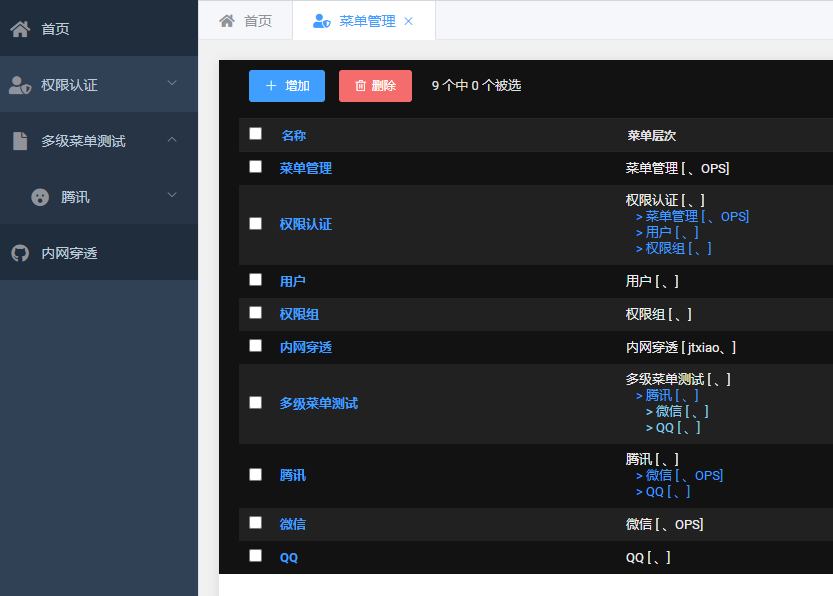 首页
权限认证
多级菜单测试
腾讯
内网穿透
首页 菜单管理 ×
+ 增加 删除 9 个中 0 个被选
名称 菜单层次
菜单管理 菜单管理 [ 、OPS]
权限认证 权限认证 [ 、]
> 菜单管理 [ 、OPS]
> 用户 [ 、]
> 权限组 [ 、]
用户 用户 [ 、]
权限组 权限组 [ 、]
内网穿透 内网穿透 [ jtxiao、]
多级菜单测试 多级菜单测试 [ 、]
> 腾讯 [ 、]
> 微信 [ 、]
> QQ [ 、]
腾讯 腾讯 [ 、]
> 微信 [ 、OPS]
> QQ [ 、]
微信 微信 [ 、OPS]
QQ QQ [ 、]